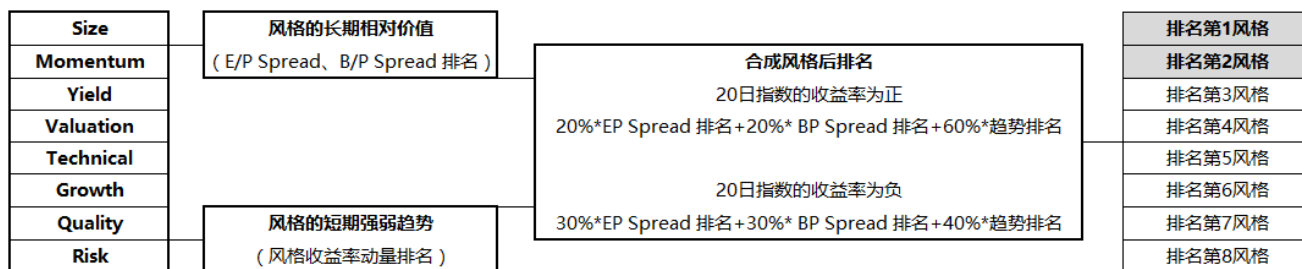 Size
Momentum
Yield
Valuation
Technical
Growth
Quality
Risk
风格的长期相对价值
（E/P Spread、B/P Spread 排名）
风格的短期强弱趋势
（风格收益率动量排名）
合成风格后排名
20日指数的收益率为正
20%*EP Spread 排名+20%* BP Spread 排名+60%*趋势排名
20日指数的收益率为负
30%*EP Spread 排名+30%* BP Spread 排名+40%*趋势排名
排名第1风格
排名第2风格
排名第3风格
排名第4风格
排名第5风格
排名第6风格
排名第7风格
排名第8风格